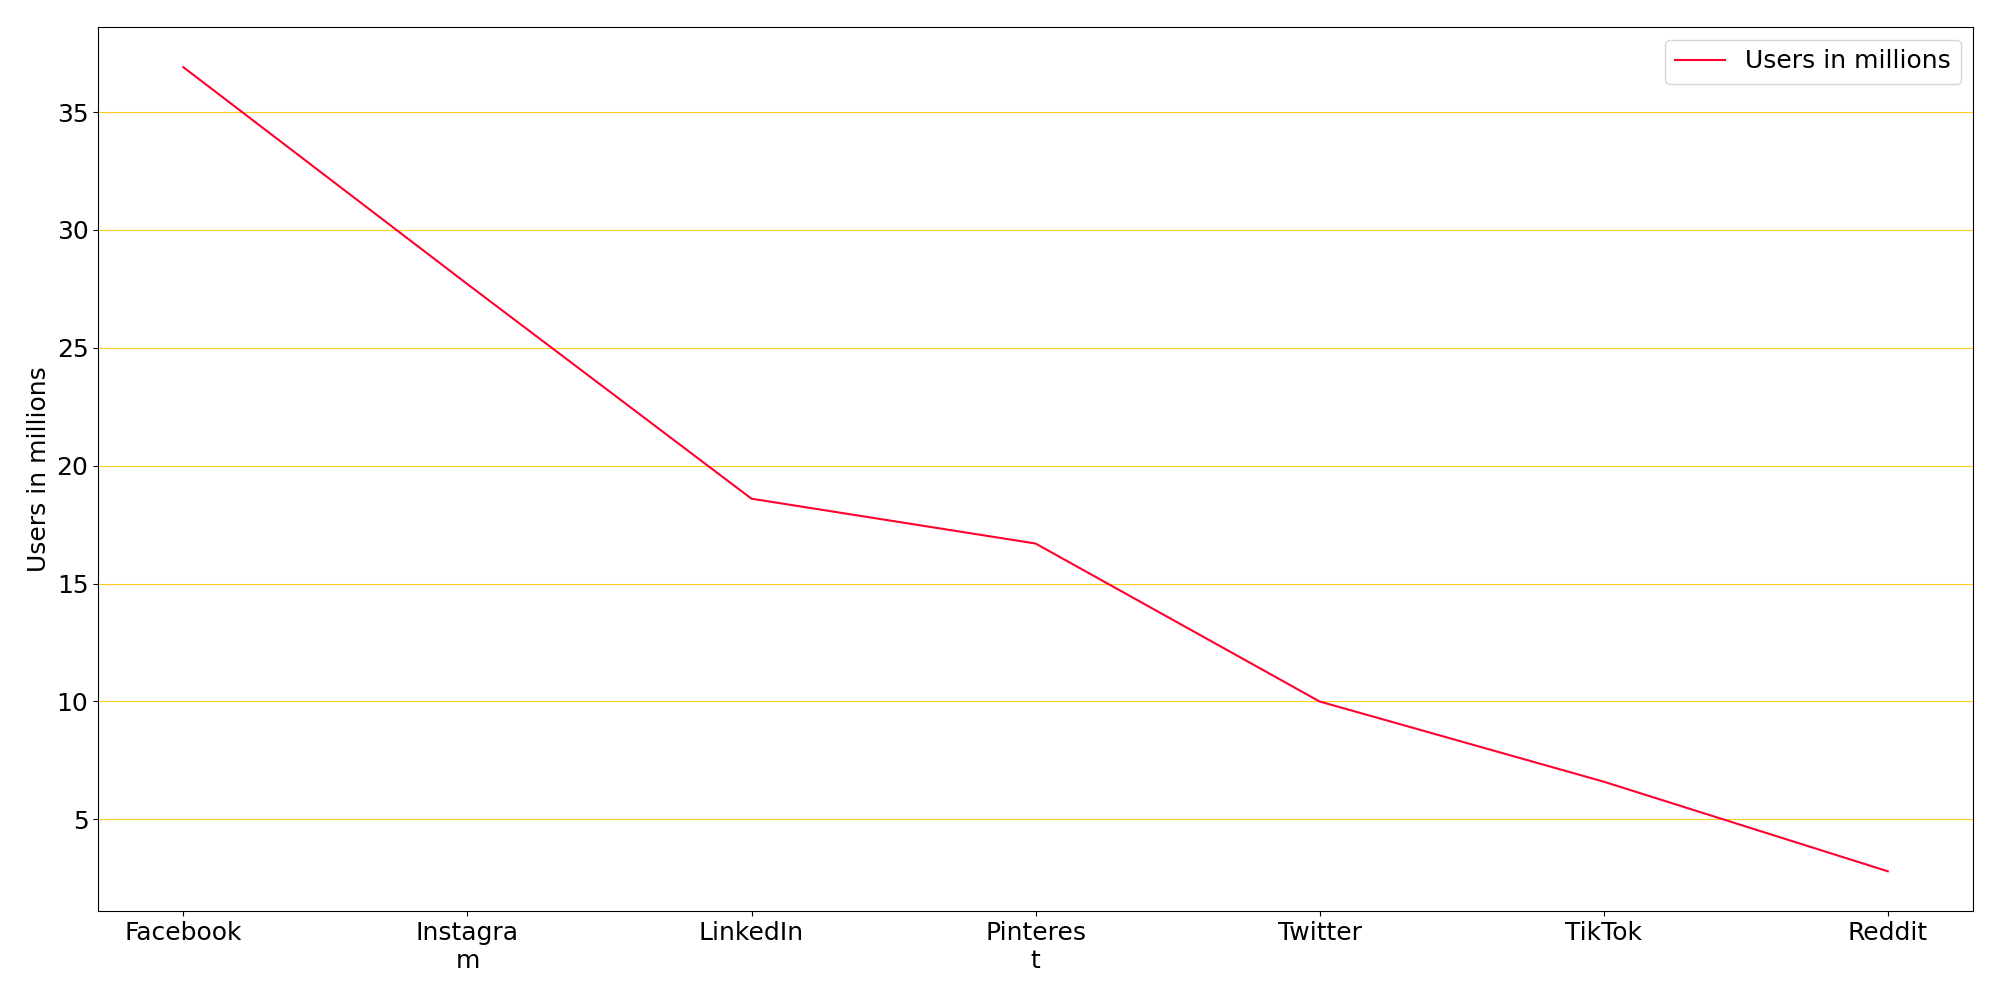 Users in millions
35
30
25
20
15
10
5
Users in millions
Facebook
Instagra
m
LinkedIn
Pinteres
t
Twitter
TikTok
Reddit